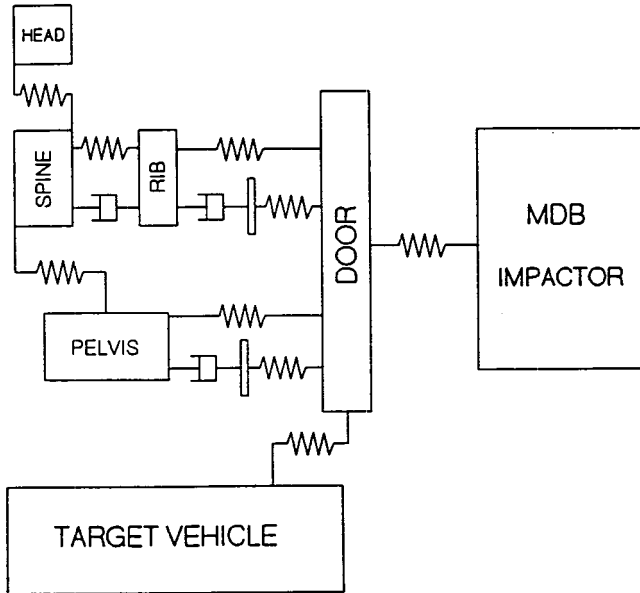 HEAD
SPINE
RIB
DOOR
MDB
IMPACTOR
PELVIS
TARGET VEHICLE